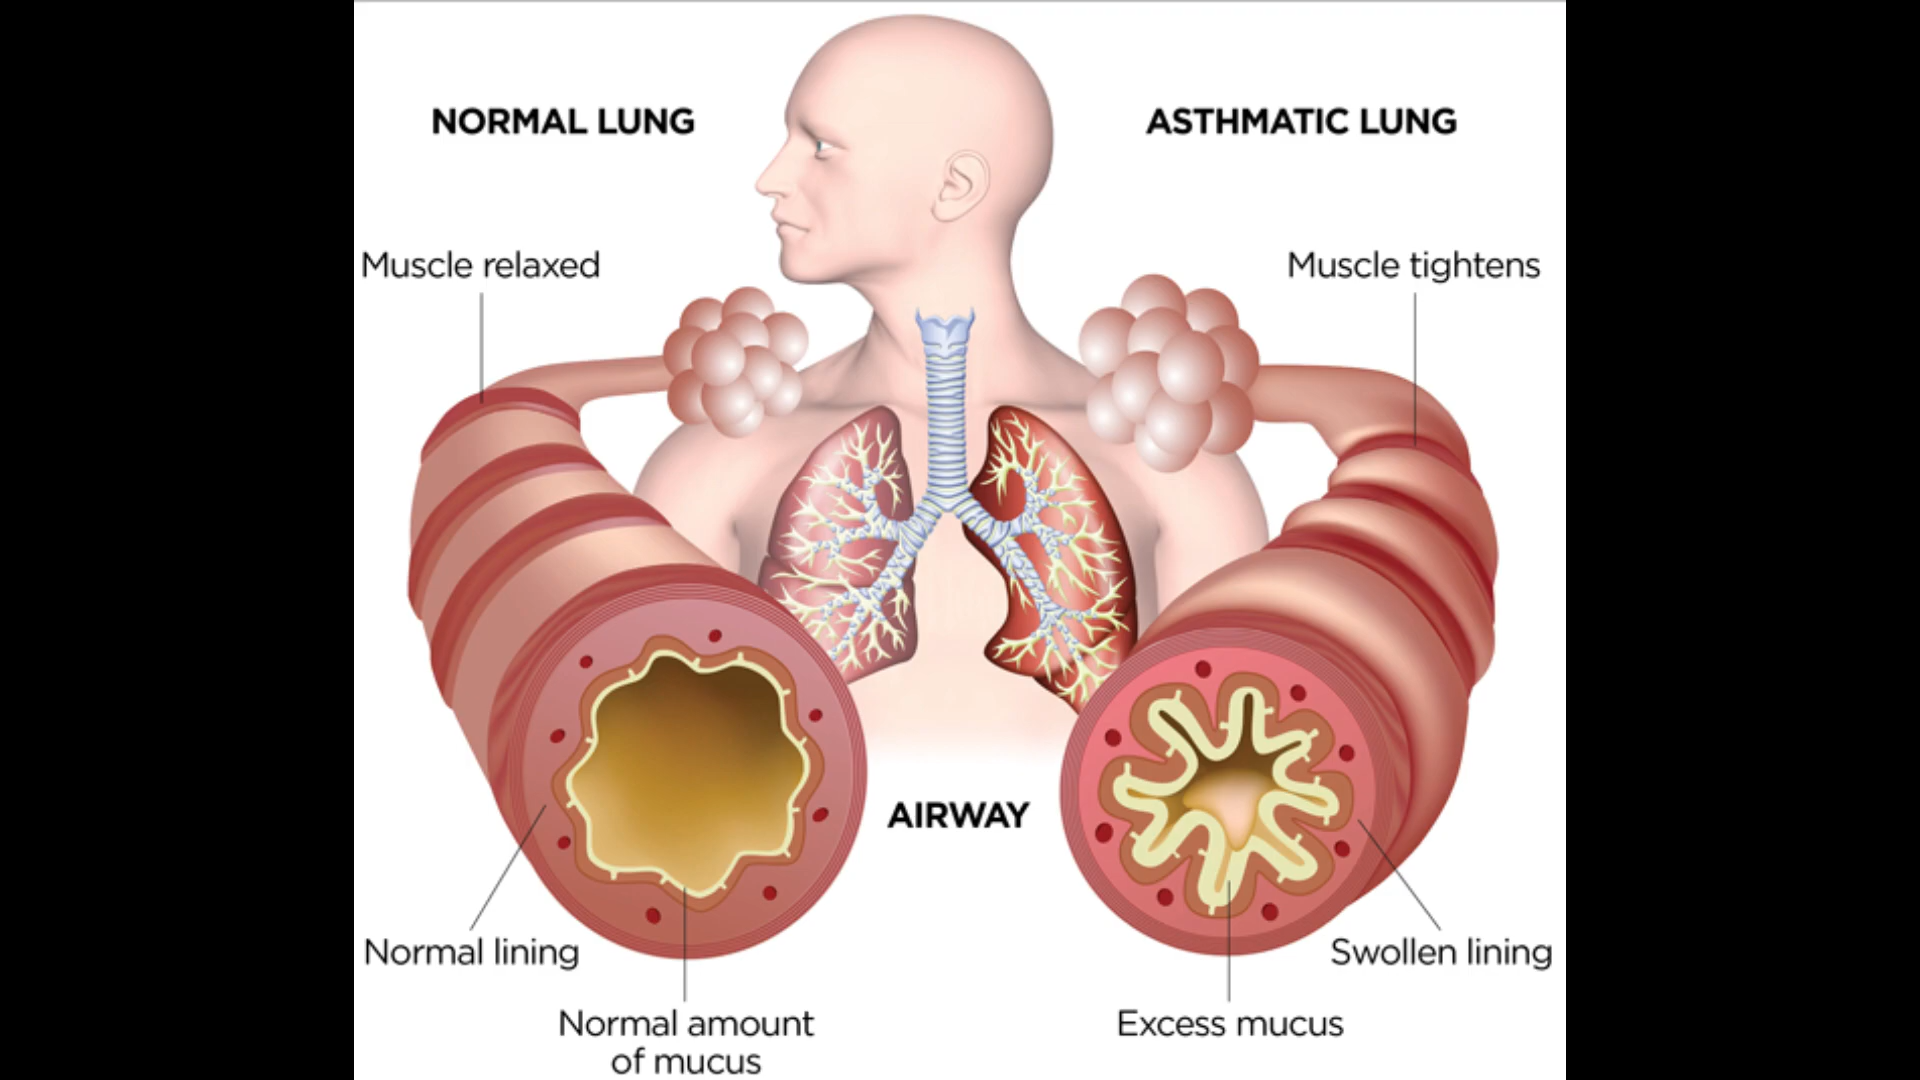 NORMAL LUNG
ASTHMATIC LUNG
Muscle relaxed
Muscle tightens
AIRWAY
Normal lining
Swollen lining
Normal amount
of mucus
Excess mucus